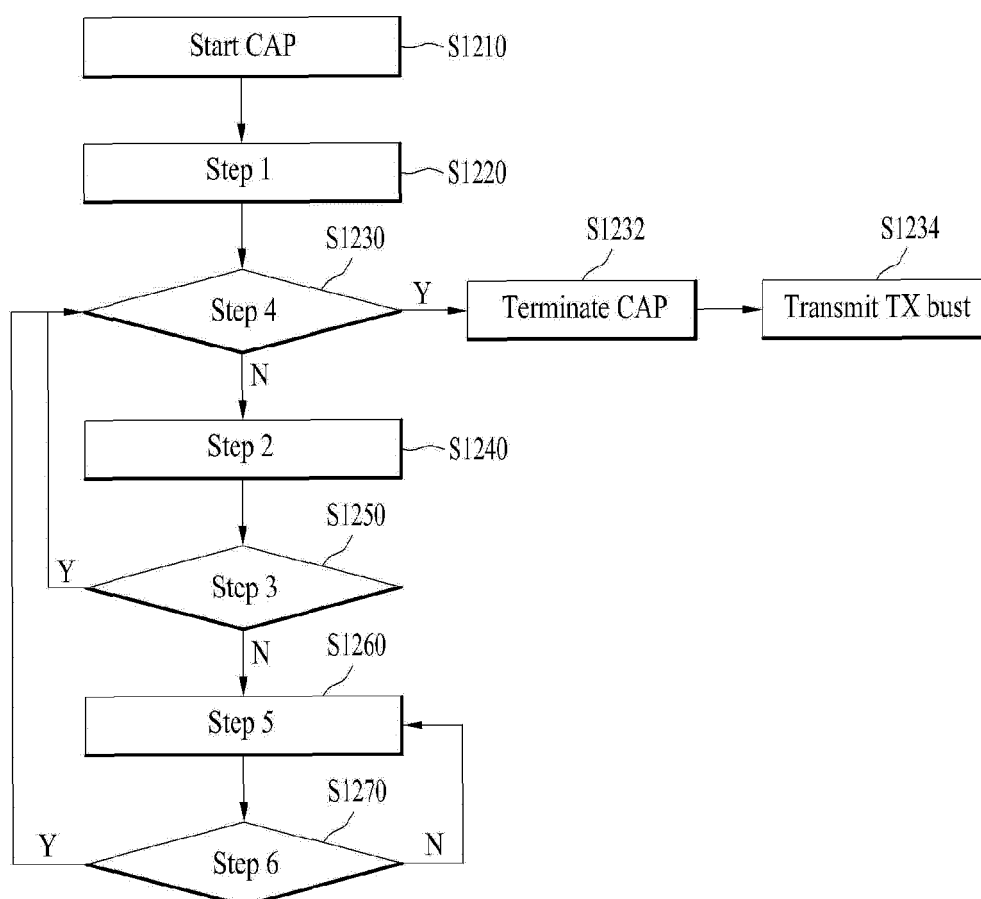 Start CAP
S1210
Step 1
S1220
S1230
Step 4
Y
N
S1232
Terminate CAP
S1234
Transmit TX bust
Step 2
S1240
S1250
Step 3
Y
N
S1260
Step 5
S1270
Step 6
Y
N